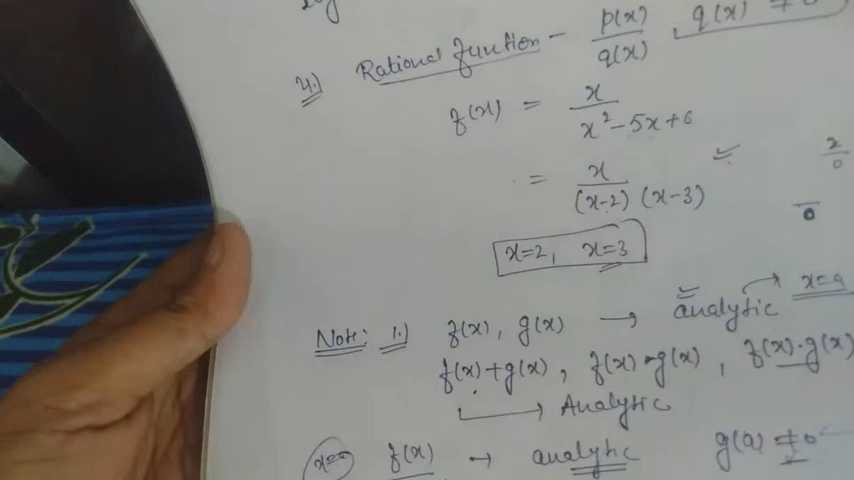 4.) Rational function - p(x)/q(x), q(x) ≠ 0
f(x) = x/(x²-5x+6)
= x/((x-2)(x-3))
x=2, x=3
Note: 1.) f(x), g(x) → analytic → x=a
f(x)+g(x), f(x)-g(x), f(x)·g(x)
→ Analytic
x=a f(x) → analytic g(a) ≠ 0